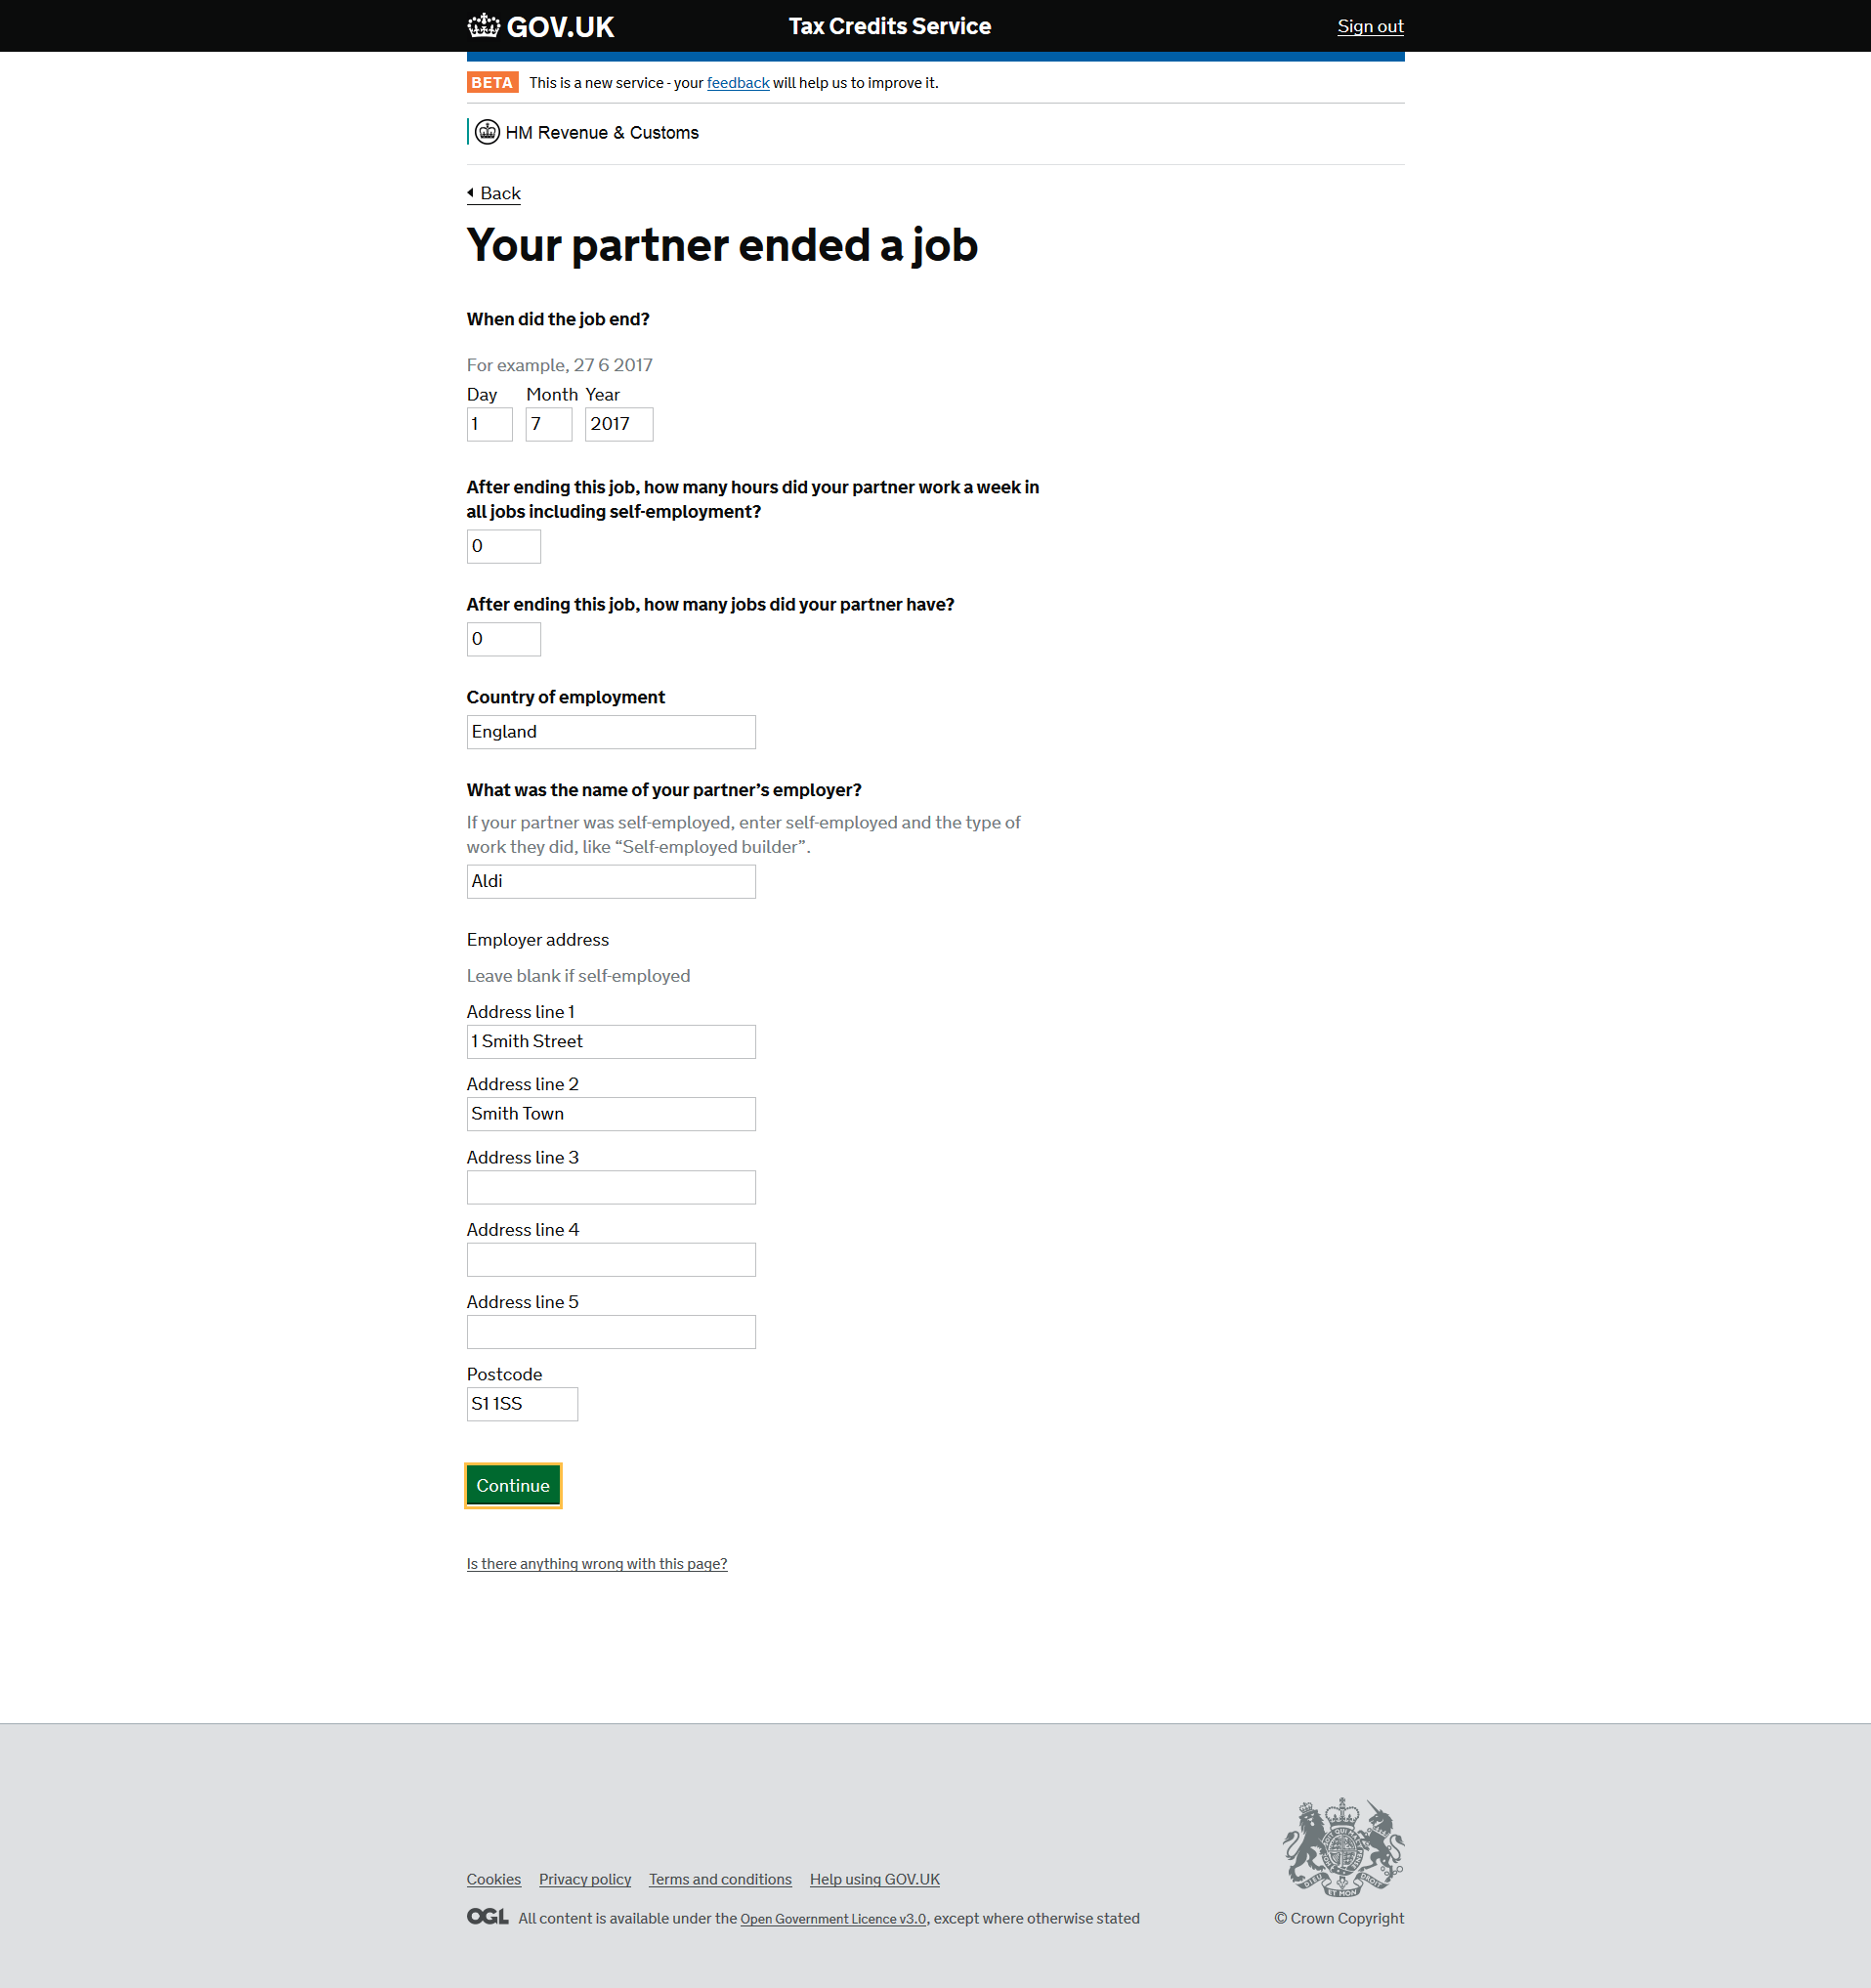 GOV.UK Tax Credits Service Sign out
BETA This is a new service - your feedback will help us to improve it.
HM Revenue & Customs
Back
Your partner ended a job
When did the job end?
For example, 27 6 2017
Day Month Year
1 7 2017
After ending this job, how many hours did your partner work a week in
all jobs including self-employment?
0
After ending this job, how many jobs did your partner have?
0
Country of employment
England
What was the name of your partner’s employer?
If your partner was self-employed, enter self-employed and the type of
work they did, like “Self-employed builder”.
Aldi
Employer address
Leave blank if self-employed
Address line 1
1 Smith Street
Address line 2
Smith Town
Address line 3
Address line 4
Address line 5
Postcode
S1 1SS
Continue
Is there anything wrong with this page?
Cookies Privacy policy Terms and conditions Help using GOV.UK
OGL All content is available under the Open Government Licence v3.0, except where otherwise stated
© Crown Copyright